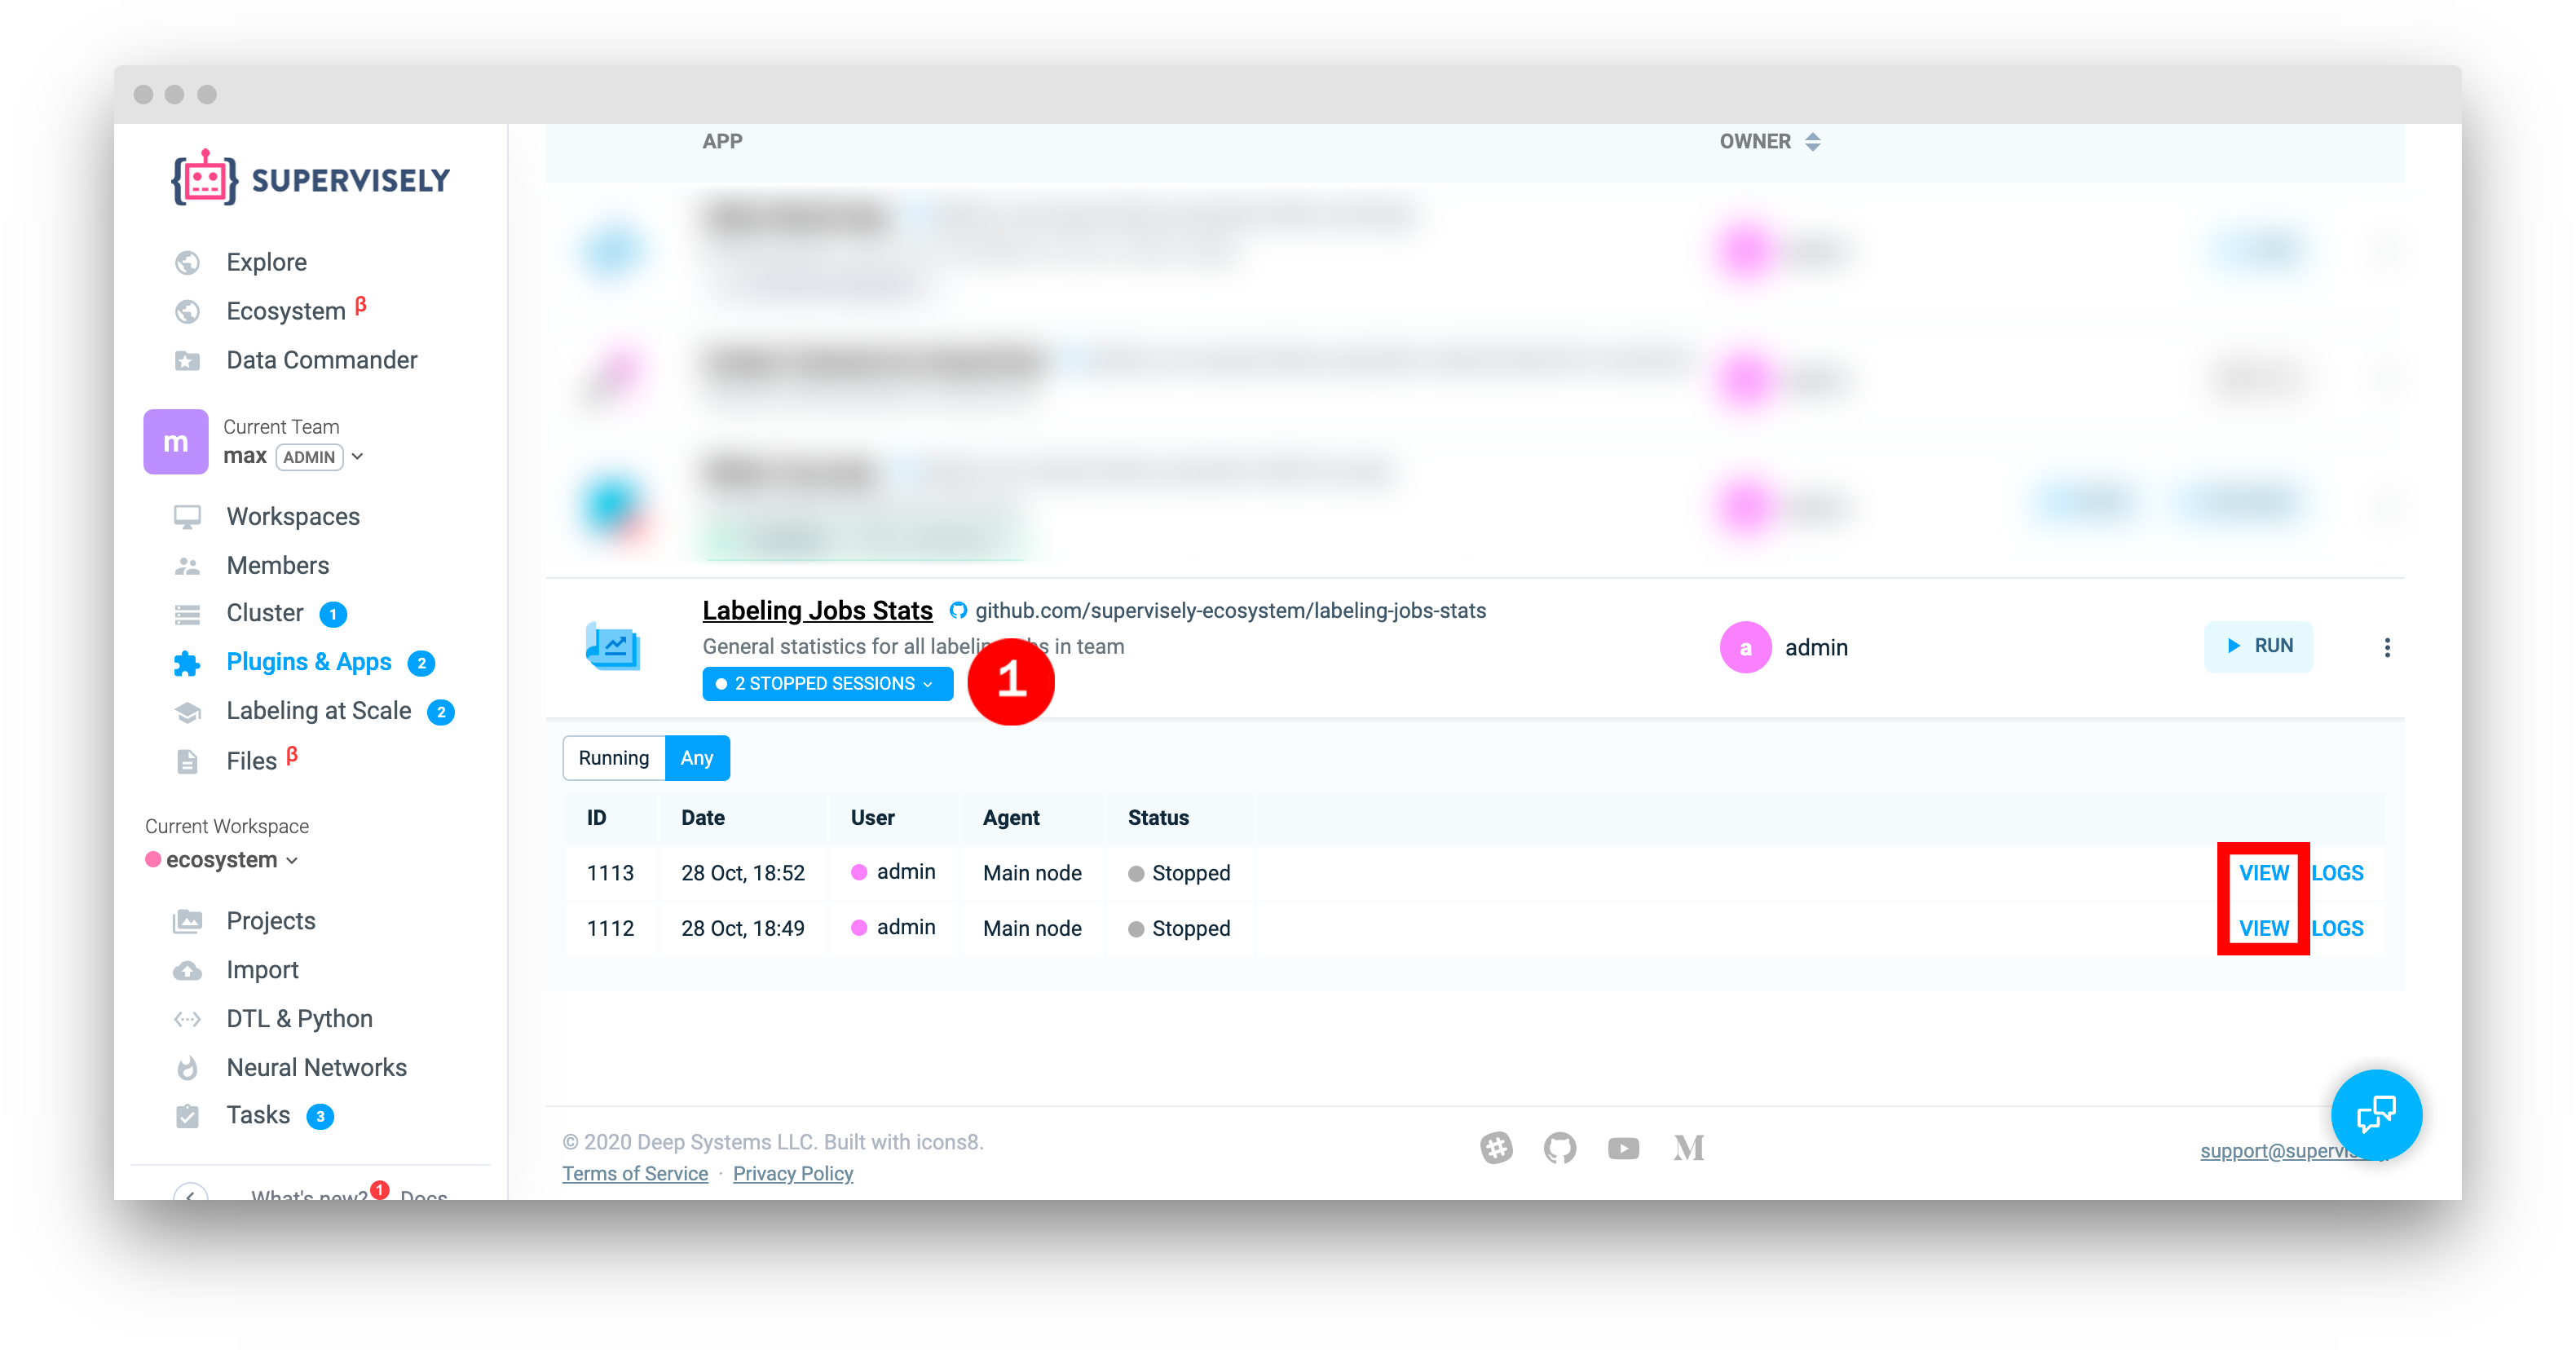 SUPERVISELY
Explore
Ecosystem β
Data Commander
m
Current Team
max ADMIN
Workspaces
Members
Cluster 1
Plugins & Apps 2
Labeling at Scale 2
Files β
Current Workspace
ecosystem
Projects
Import
DTL & Python
Neural Networks
Tasks 3
What's new? 1 Docs
APP OWNER
Labeling Jobs Stats github.com/supervisely-ecosystem/labeling-jobs-stats
General statistics for all labeling jobs in team
2 STOPPED SESSIONS
1
a admin
RUN
Running Any
ID Date User Agent Status
1113 28 Oct, 18:52 admin Main node Stopped VIEW LOGS
1112 28 Oct, 18:49 admin Main node Stopped VIEW LOGS
© 2020 Deep Systems LLC. Built with icons8.
Terms of Service · Privacy Policy
M